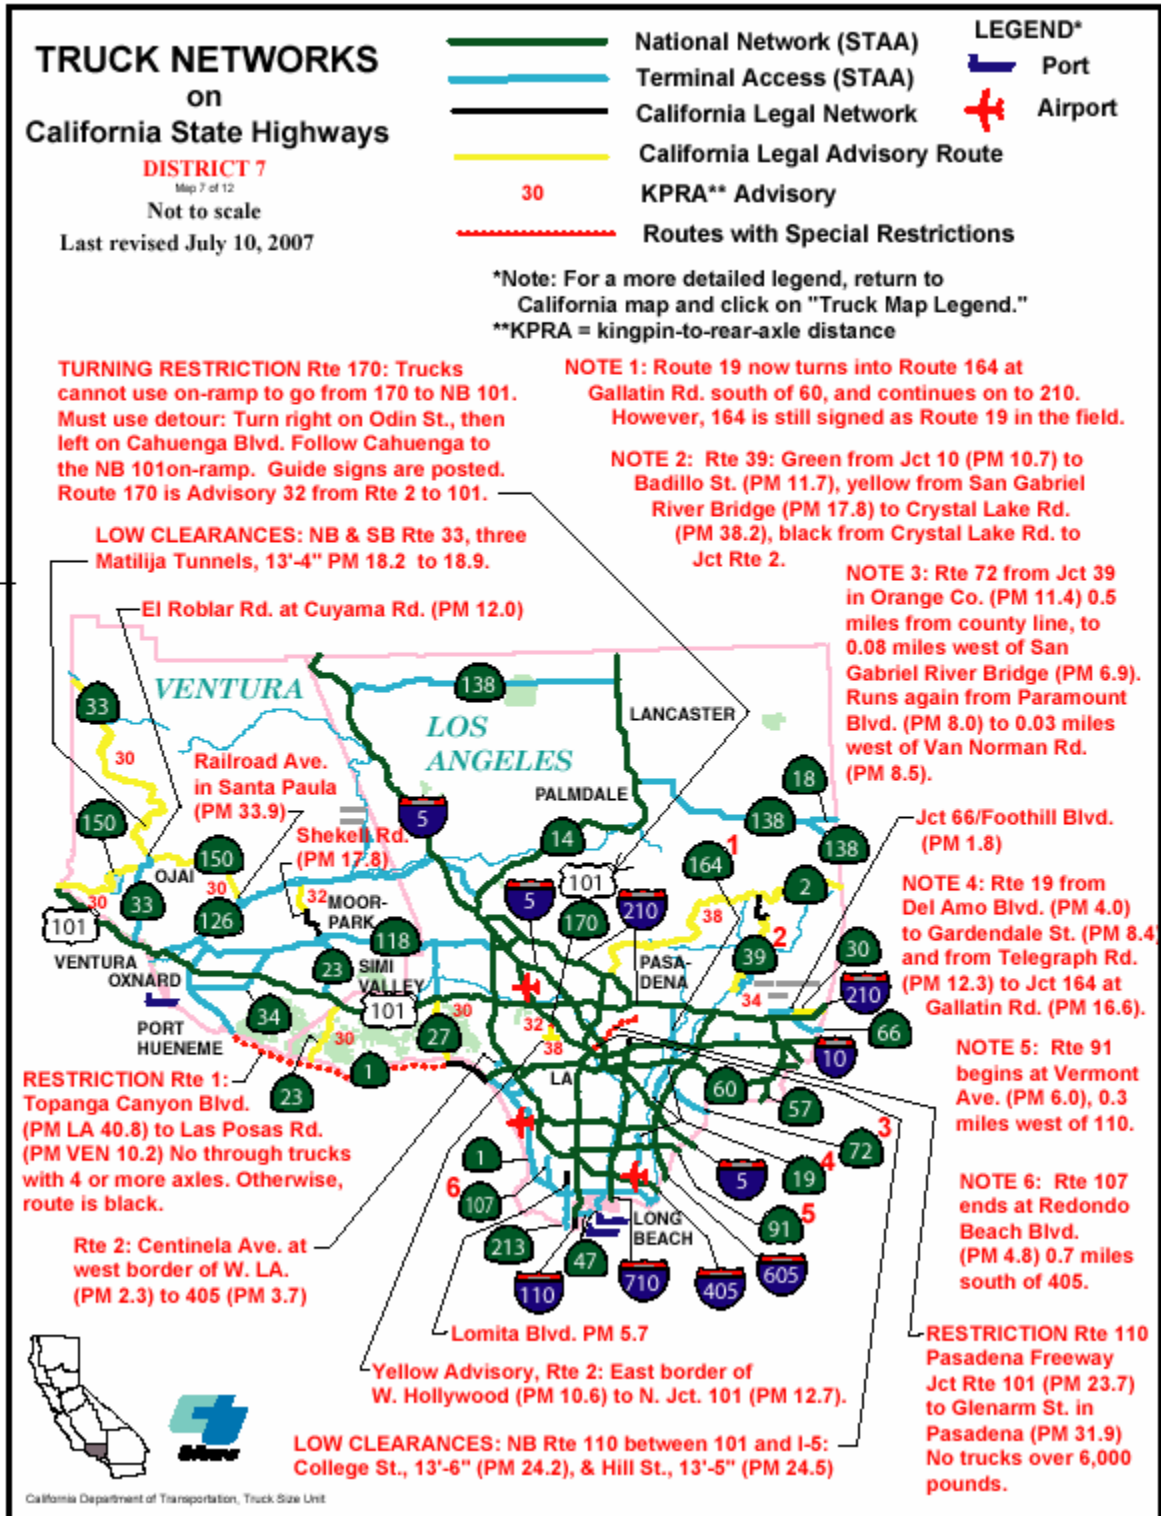 TRUCK NETWORKS
on
California State Highways
DISTRICT 7
Map 7 of 12
Not to scale
Last revised July 10, 2007
LEGEND*
National Network (STAA)
Port
Terminal Access (STAA)
Airport
California Legal Network
California Legal Advisory Route
30
KPRA** Advisory
Routes with Special Restrictions
*Note: For a more detailed legend, return to
California map and click on "Truck Map Legend."
**KPRA = kingpin-to-rear-axle distance
TURNING RESTRICTION Rte 170: Trucks
cannot use on-ramp to go from 170 to NB 101.
Must use detour: Turn right on Odin St., then
left on Cahuenga Blvd. Follow Cahuenga to
the NB 101on-ramp. Guide signs are posted.
Route 170 is Advisory 32 from Rte 2 to 101.
NOTE 1: Route 19 now turns into Route 164 at
Gallatin Rd. south of 60, and continues on to 210.
However, 164 is still signed as Route 19 in the field.
NOTE 2: Rte 39: Green from Jct 10 (PM 10.7) to
Badillo St. (PM 11.7), yellow from San Gabriel
River Bridge (PM 17.8) to Crystal Lake Rd.
(PM 38.2), black from Crystal Lake Rd. to
Jct Rte 2.
LOW CLEARANCES: NB & SB Rte 33, three
Matilija Tunnels, 13'-4" PM 18.2 to 18.9.
El Roblar Rd. at Cuyama Rd. (PM 12.0)
NOTE 3: Rte 72 from Jct 39
in Orange Co. (PM 11.4) 0.5
miles from county line, to
0.08 miles west of San
Gabriel River Bridge (PM 6.9).
Runs again from Paramount
Blvd. (PM 8.0) to 0.03 miles
west of Van Norman Rd.
(PM 8.5).
VENTURA
138
33
LOS
ANGELES
LANCASTER
30
Railroad Ave.
in Santa Paula
(PM 33.9)
PALMDALE
18
150
5
14
138
138
Jct 66/Foothill Blvd.
(PM 1.8)
Shekell Rd.
(PM 17.8)
164
1
150
OJAI
30
101
2
NOTE 4: Rte 19 from
Del Amo Blvd. (PM 4.0)
to Gardendale St. (PM 8.4)
and from Telegraph Rd.
(PM 12.3) to Jct 164 at
Gallatin Rd. (PM 16.6).
30
33
126
32
MOOR-
PARK
5
170
210
38
101
118
2
39
30
VENTURA
OXNARD
23
SIMI
VALLEY
PASA-
DENA
34
210
34
101
30
27
32
38
66
10
PORT
HUENEME
30
23
1
LA
60
57
NOTE 5: Rte 91
begins at Vermont
Ave. (PM 6.0), 0.3
miles west of 110.
RESTRICTION Rte 1:
Topanga Canyon Blvd.
(PM LA 40.8) to Las Posas Rd.
(PM VEN 10.2) No through trucks
with 4 or more axles. Otherwise,
route is black.
1
6
107
5
19
4
72
3
91
5
NOTE 6: Rte 107
ends at Redondo
Beach Blvd.
(PM 4.8) 0.7 miles
south of 405.
213
LONG
BEACH
110
47
710
405
605
Rte 2: Centinela Ave. at
west border of W. LA.
(PM 2.3) to 405 (PM 3.7)
Lomita Blvd. PM 5.7
Yellow Advisory, Rte 2: East border of
W. Hollywood (PM 10.6) to N. Jct. 101 (PM 12.7).
RESTRICTION Rte 110
Pasadena Freeway
Jct Rte 101 (PM 23.7)
to Glenarm St. in
Pasadena (PM 31.9)
No trucks over 6,000
pounds.
LOW CLEARANCES: NB Rte 110 between 101 and I-5:
College St., 13'-6" (PM 24.2), & Hill St., 13'-5" (PM 24.5)
Caltrans
California Department of Transportation, Truck Size Unit